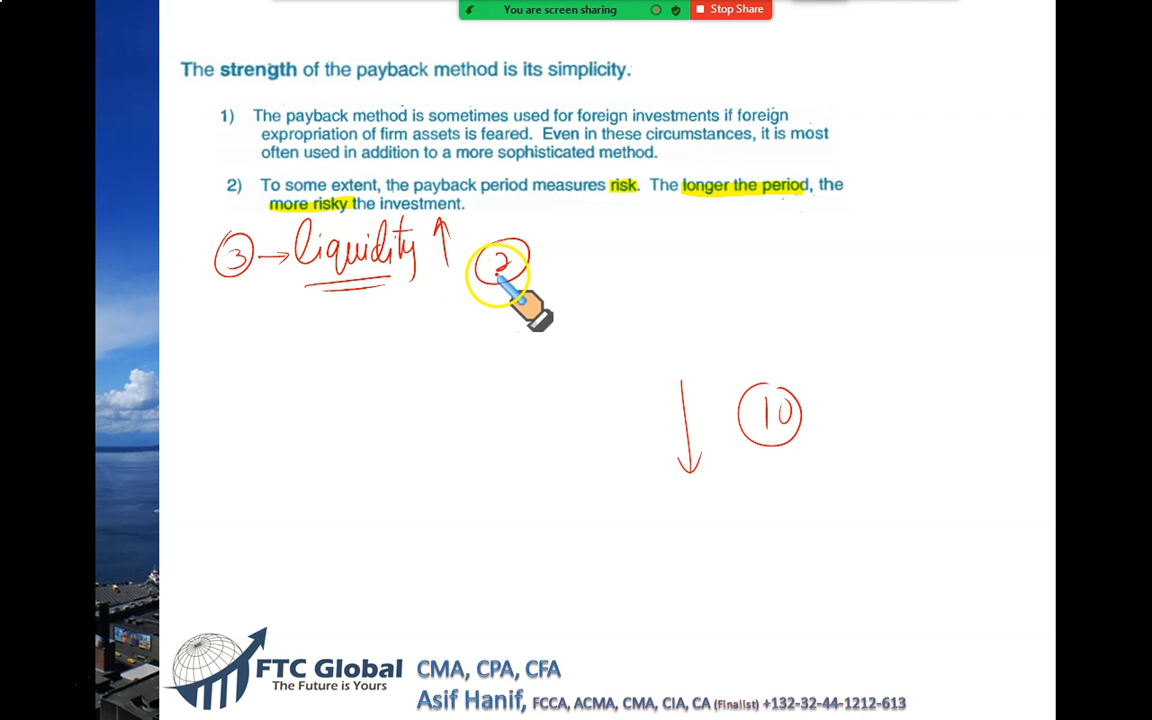 You are screen sharing
Stop Share
The strength of the payback method is its simplicity.
1) The payback method is sometimes used for foreign investments if foreign
expropriation of firm assets is feared. Even in these circumstances, it is most
often used in addition to a more sophisticated method.
2) To some extent, the payback period measures risk. The longer the period, the
more risky the investment.
3 → liquidity ↑ 2
↓ 10
FTC Global
The Future is Yours
CMA, CPA, CFA
Asif Hanif, FCCA, ACMA, CMA, CIA, CA (Finalist) +132-32-44-1212-613